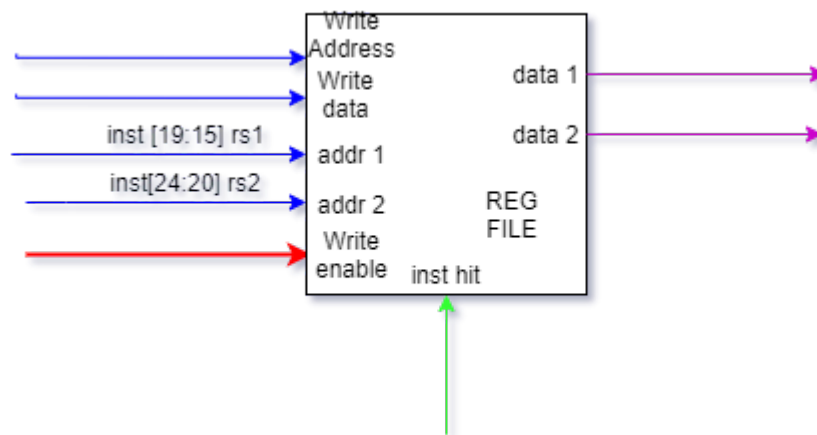 Write
Address
Write
data
inst [19:15] rs1
addr 1
inst[24:20] rs2
addr 2
Write
enable
inst hit
data 1
data 2
REG
FILE